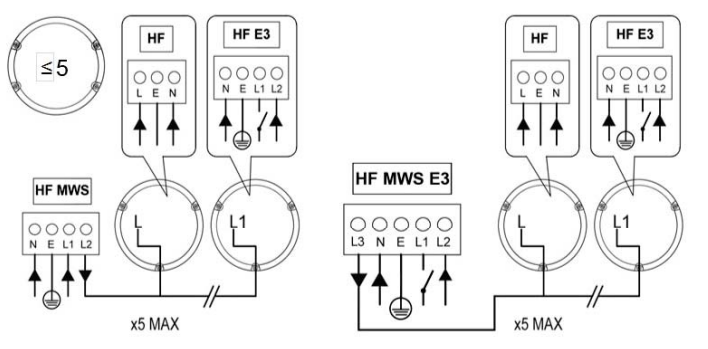 ≤5
HF
L E N
HF E3
N E L1 L2
HF MWS
N E L1 L2
L
L1
x5 MAX
HF
L E N
HF E3
N E L1 L2
HF MWS E3
L3 N E L1 L2
L
L1
x5 MAX